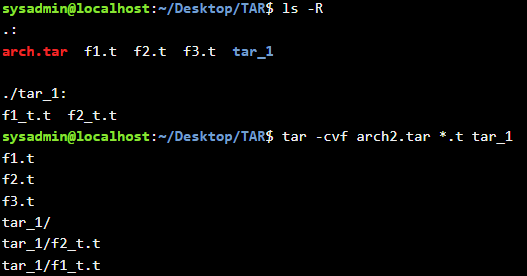 sysadmin@localhost:~/Desktop/TAR$ ls -R
.:
arch.tar  f1.t  f2.t  f3.t  tar_1

./tar_1:
f1_t.t  f2_t.t
sysadmin@localhost:~/Desktop/TAR$ tar -cvf arch2.tar *.t tar_1
f1.t
f2.t
f3.t
tar_1/
tar_1/f2_t.t
tar_1/f1_t.t